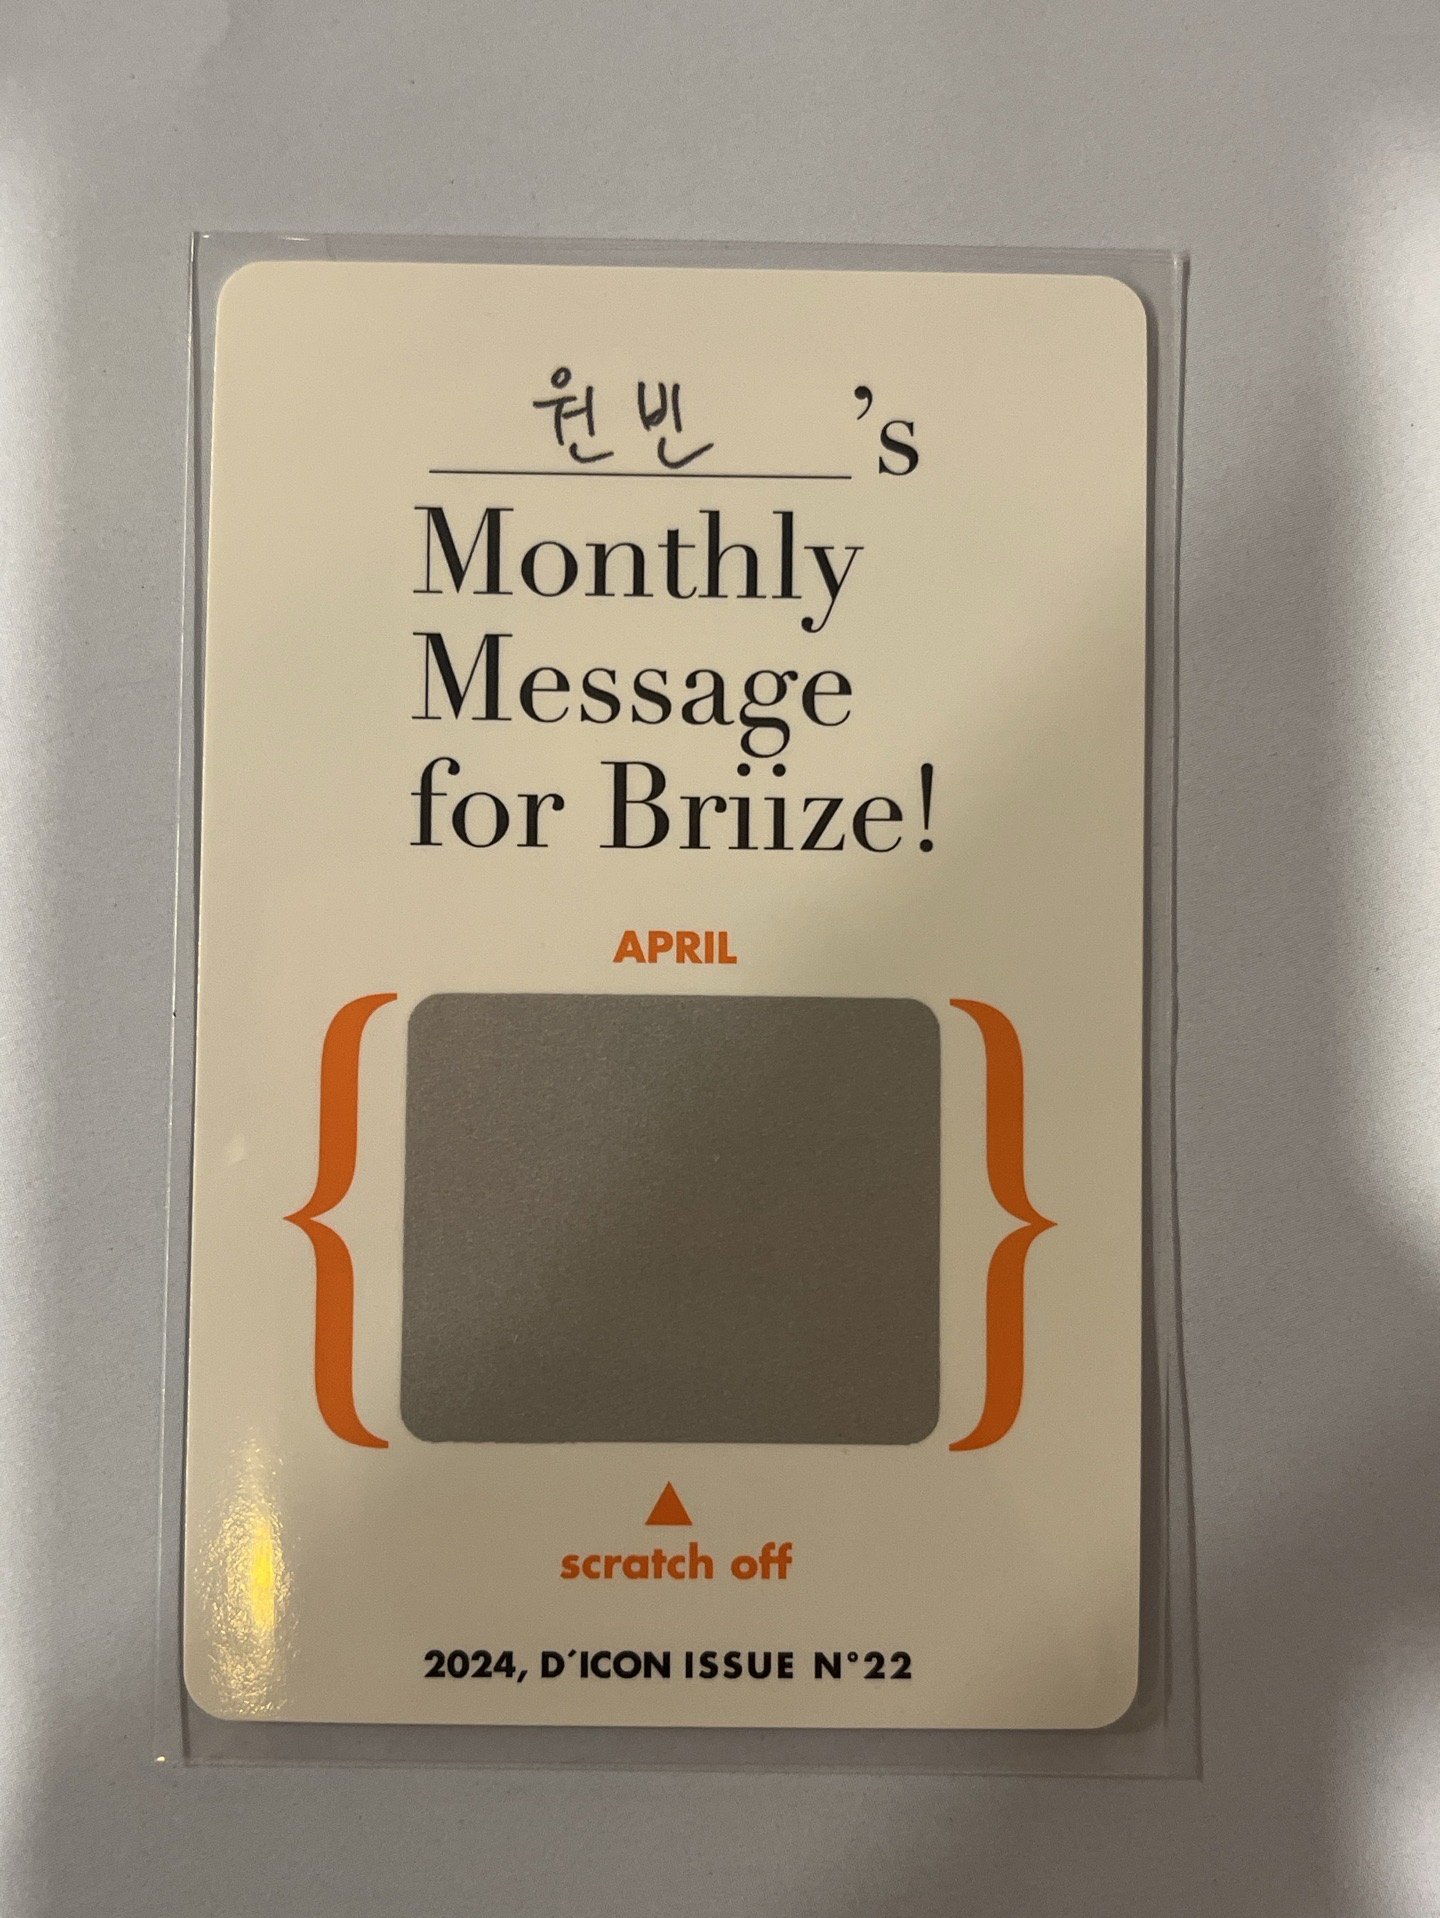 원빈's
Monthly
Message
for Briize!
APRIL
scratch off
2024, D´ICON ISSUE N°22